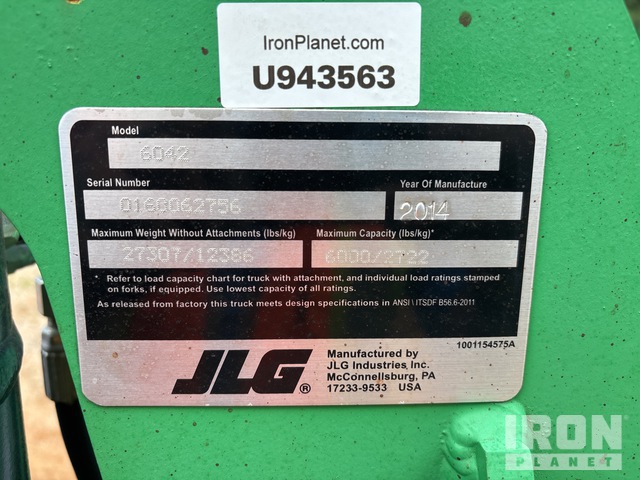 IronPlanet.com
U943563
Model
6042
Serial Number
Year Of Manufacture
0160062756
2014
Maximum Weight Without Attachments (lbs/kg)
Maximum Capacity (lbs/kg)*
27307/12386
6000/2722
Refer to load capacity chart for truck with attachment, and individual load ratings stamped
on forks, if equipped. Use lowest capacity of all ratings.
As released from factory this truck meets design specifications in ANSI \ ITSDF B56.6-2011
1001154575A
JLG®
Manufactured by
JLG Industries, Inc.
McConnellsburg, PA
17233-9533 USA
IRON
PLANET